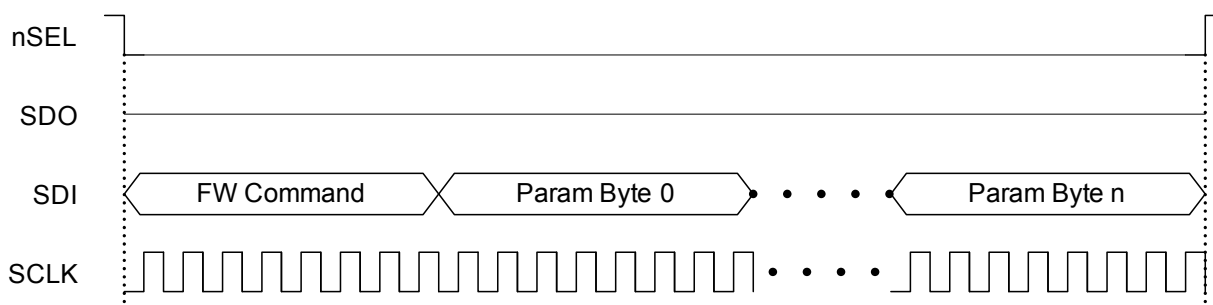 nSEL
SDO
SDI FW Command Param Byte 0 Param Byte n
SCLK